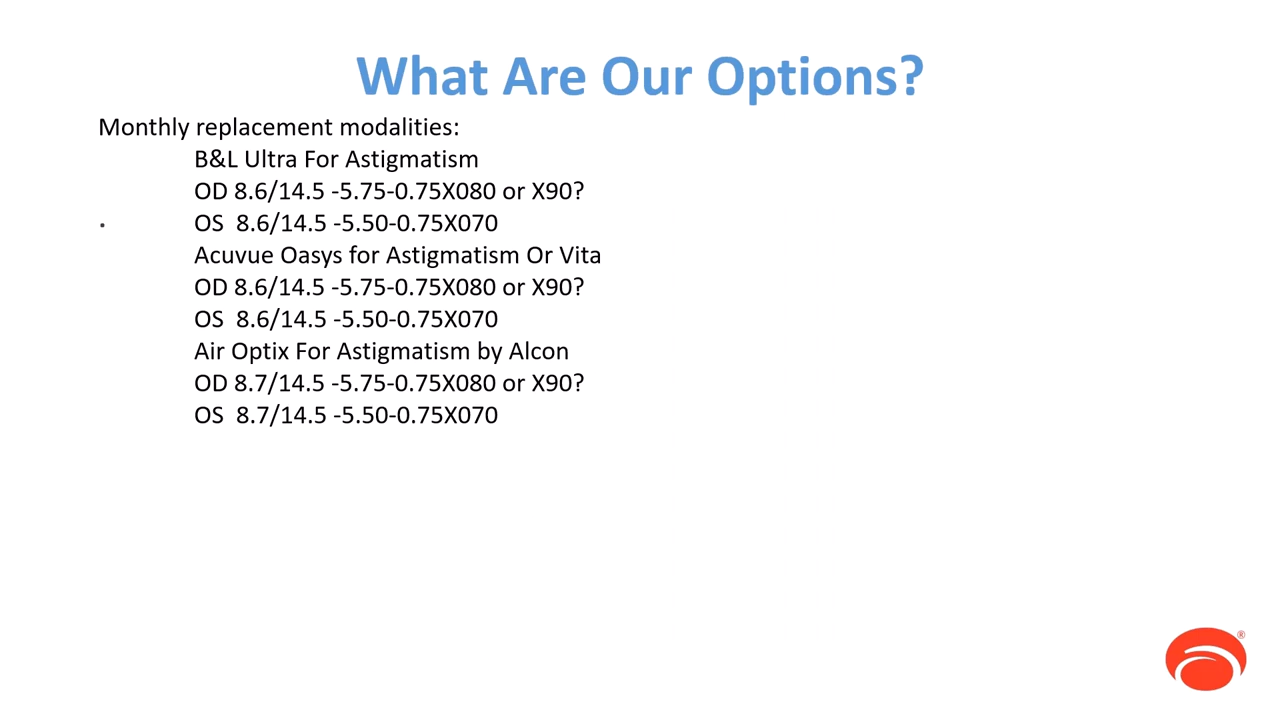 What Are Our Options?
Monthly replacement modalities:
B&L Ultra For Astigmatism
OD 8.6/14.5 -5.75-0.75X080 or X90?
OS  8.6/14.5 -5.50-0.75X070
Acuvue Oasys for Astigmatism Or Vita
OD 8.6/14.5 -5.75-0.75X080 or X90?
OS  8.6/14.5 -5.50-0.75X070
Air Optix For Astigmatism by Alcon
OD 8.7/14.5 -5.75-0.75X080 or X90?
OS  8.7/14.5 -5.50-0.75X070
®